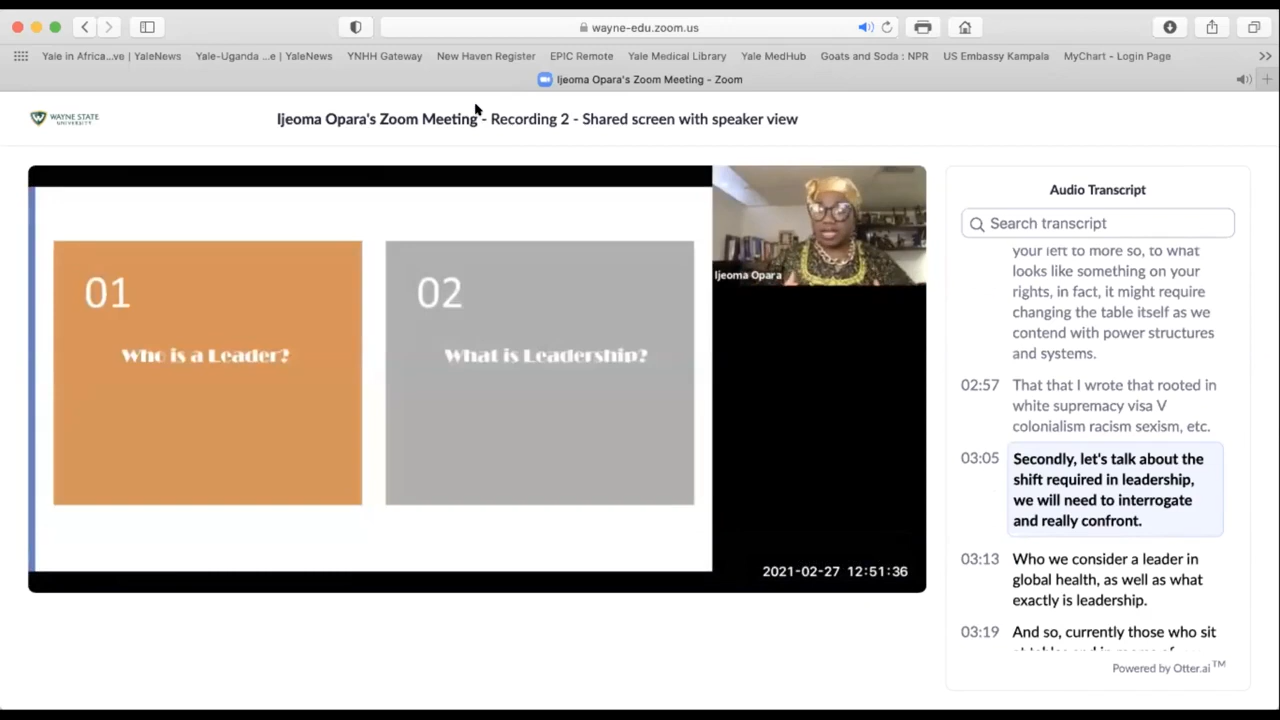 wayne-edu.zoom.us
Yale in Africa...ve | YaleNews Yale-Uganda ...e | YaleNews YNHH Gateway New Haven Register EPIC Remote Yale Medical Library Yale MedHub Goats and Soda : NPR US Embassy Kampala MyChart - Login Page
Ijeoma Opara's Zoom Meeting - Zoom
WAYNE STATE
UNIVERSITY
Ijeoma Opara's Zoom Meeting - Recording 2 - Shared screen with speaker view
01
Who is a Leader?
02
What is Leadership?
Ijeoma Opara
2021-02-27 12:51:36
Audio Transcript
Search transcript
your left to more so, to what
looks like something on your
rights, in fact, it might require
changing the table itself as we
contend with power structures
and systems.
02:57 That that I wrote that rooted in
white supremacy visa V
colonialism racism sexism, etc.
03:05 Secondly, let's talk about the
shift required in leadership,
we will need to interrogate
and really confront.
03:13 Who we consider a leader in
global health, as well as what
exactly is leadership.
03:19 And so, currently those who sit
Powered by Otter.ai™